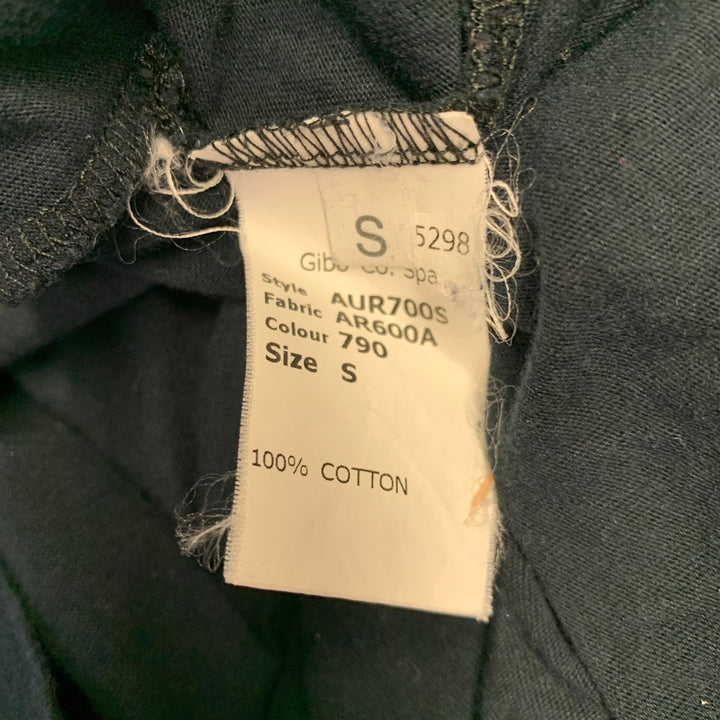 S 5298
Gibo Co. Spa
Style AUR700S
Fabric AR600A
Colour 790
Size S
100% COTTON